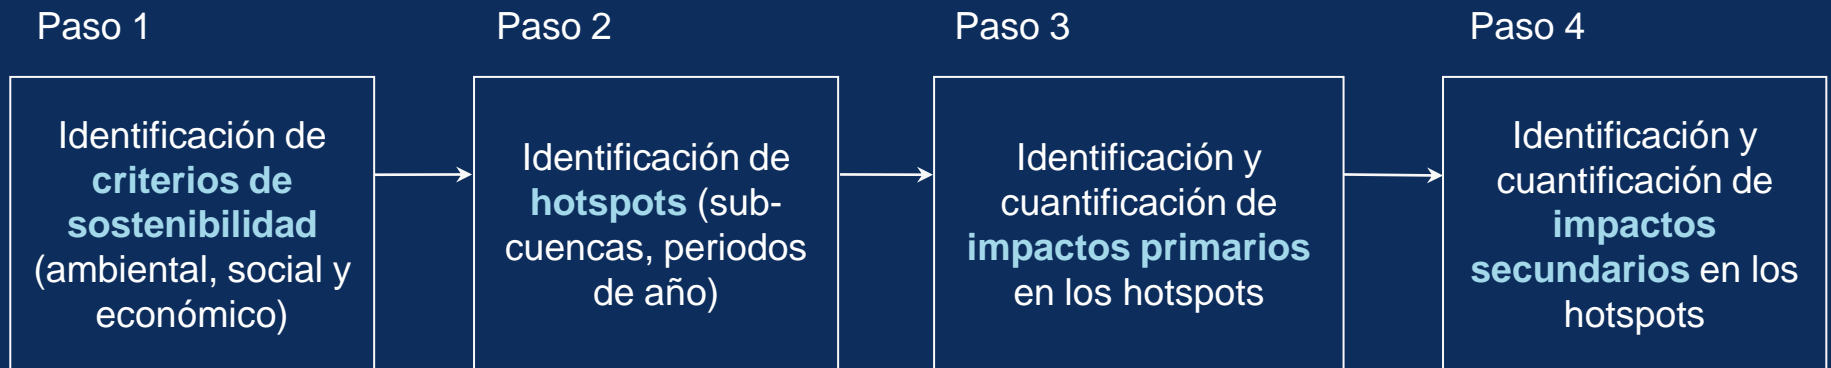 Paso 1
Identificación de
criterios de
sostenibilidad
(ambiental, social y
económico)
Paso 2
Identificación de
hotspots (sub-
cuencas, periodos
de año)
Paso 3
Identificación y
cuantificación de
impactos primarios
en los hotspots
Paso 4
Identificación y
cuantificación de
impactos
secundarios en los
hotspots